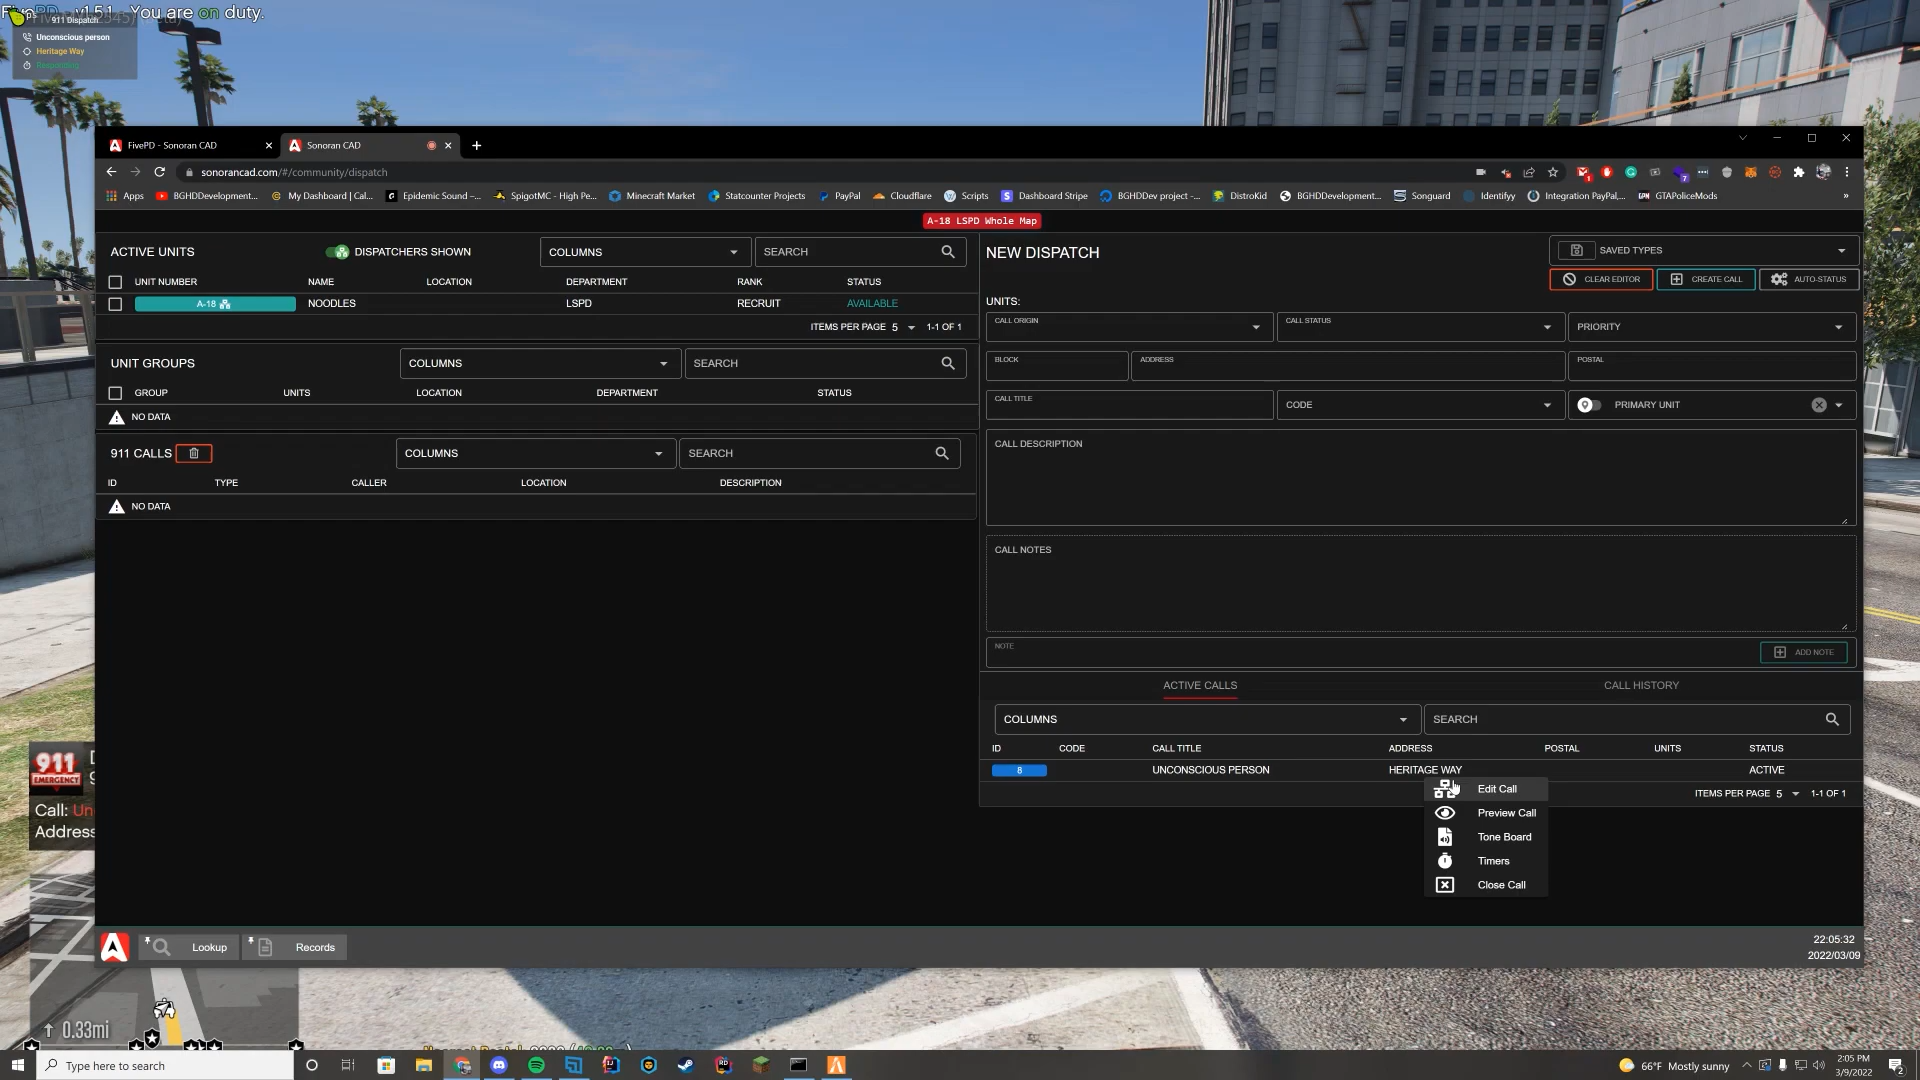 v1.5.1. You are on duty.
911 Dispatch
Unconscious person
Heritage Way
Responding
FivePD - Sonoran CAD
Sonoran CAD
sonorancad.com/#/community/dispatch
Apps
BGHDDevelopment...
My Dashboard | Cal...
Epidemic Sound –...
SpigotMC - High Pe...
Minecraft Market
Statcounter Projects
PayPal
Cloudflare
Scripts
Dashboard Stripe
BGHDDev project -...
DistroKid
BGHDDevelopment...
Songuard
Identifyy
Integration PayPal,...
GTAPoliceMods
»
A-18 LSPD Whole Map
ACTIVE UNITS
DISPATCHERS SHOWN
COLUMNS
SEARCH
UNIT NUMBER NAME LOCATION DEPARTMENT RANK STATUS
A-18 NOODLES LSPD RECRUIT AVAILABLE
ITEMS PER PAGE 5 1-1 OF 1
UNIT GROUPS
COLUMNS
SEARCH
GROUP UNITS LOCATION DEPARTMENT STATUS
NO DATA
911 CALLS
COLUMNS
SEARCH
ID TYPE CALLER LOCATION DESCRIPTION
NO DATA
NEW DISPATCH
SAVED TYPES
CLEAR EDITOR
CREATE CALL
AUTO-STATUS
UNITS:
CALL ORIGIN
CALL STATUS
PRIORITY
BLOCK
ADDRESS
POSTAL
CALL TITLE
CODE
PRIMARY UNIT
CALL DESCRIPTION
CALL NOTES
NOTE
ADD NOTE
ACTIVE CALLS
CALL HISTORY
COLUMNS
SEARCH
ID CODE CALL TITLE ADDRESS POSTAL UNITS STATUS
8 UNCONSCIOUS PERSON HERITAGE WAY ACTIVE
ITEMS PER PAGE 5 1-1 OF 1
Edit Call
Preview Call
Tone Board
Timers
Close Call
911
EMERGENCY
Call: Un
Address
Lookup
Records
22:05:32
2022/03/09
0.33mi
Type here to search
66°F Mostly sunny
2:05 PM
3/9/2022
2